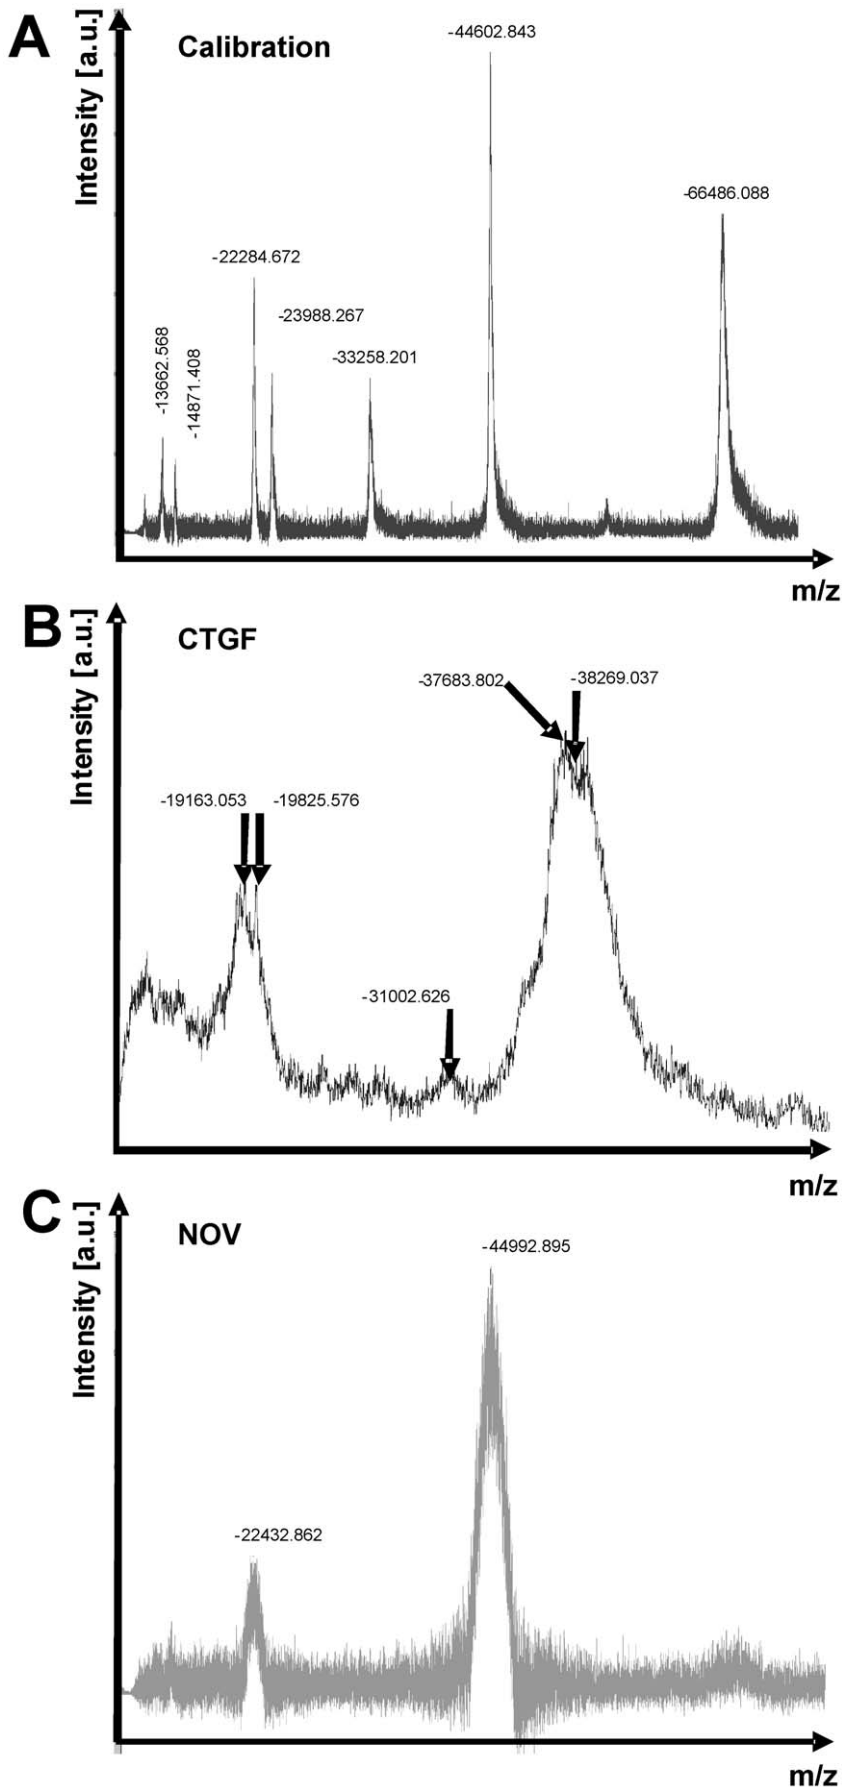 A
Calibration
Intensity [a.u.]
-44602.843
-66486.088
-22284.672
-23988.267
-33258.201
-13662.568
-14871.408
m/z
B
CTGF
Intensity [a.u.]
-37683.802
-38269.037
-19163.053
-19825.576
-31002.626
m/z
C
NOV
Intensity [a.u.]
-44992.895
-22432.862
m/z